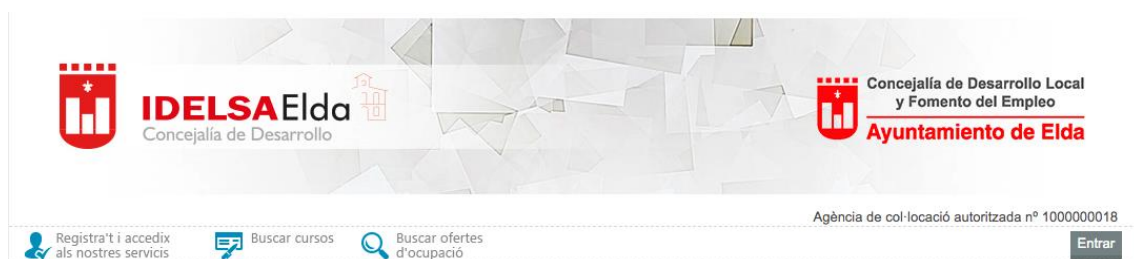 IDELSAElda
Concejalía de Desarrollo
Concejalía de Desarrollo Local
y Fomento del Empleo
Ayuntamiento de Elda
Agència de col·locació autoritzada nº 1000000018
Registra't i accedix
als nostres servicis
Buscar cursos
Buscar ofertes
d'ocupació
Entrar